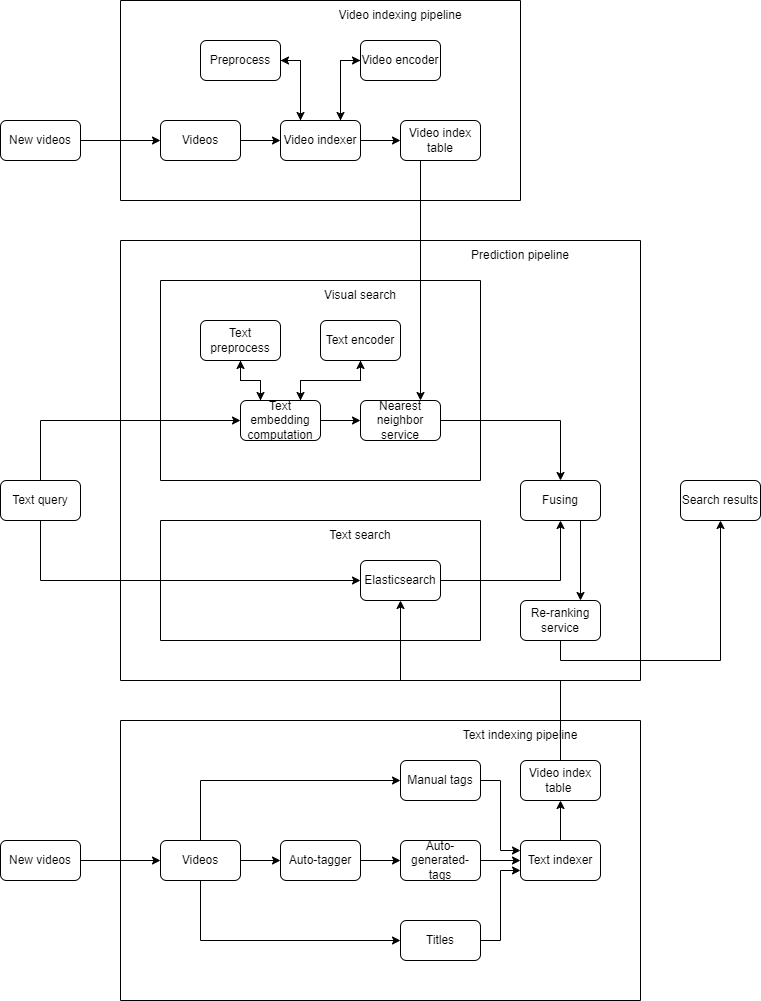 Video indexing pipeline
Preprocess
Video encoder
New videos
Videos
Video indexer
Video index
table
Prediction pipeline
Visual search
Text
preprocess
Text encoder
Text
embedding
computation
Nearest
neighbor
service
Text query
Fusing
Search results
Text search
Elasticsearch
Re-ranking
service
Text indexing pipeline
Manual tags
Video index
table
New videos
Videos
Auto-tagger
Auto-
generated-
tags
Text indexer
Titles